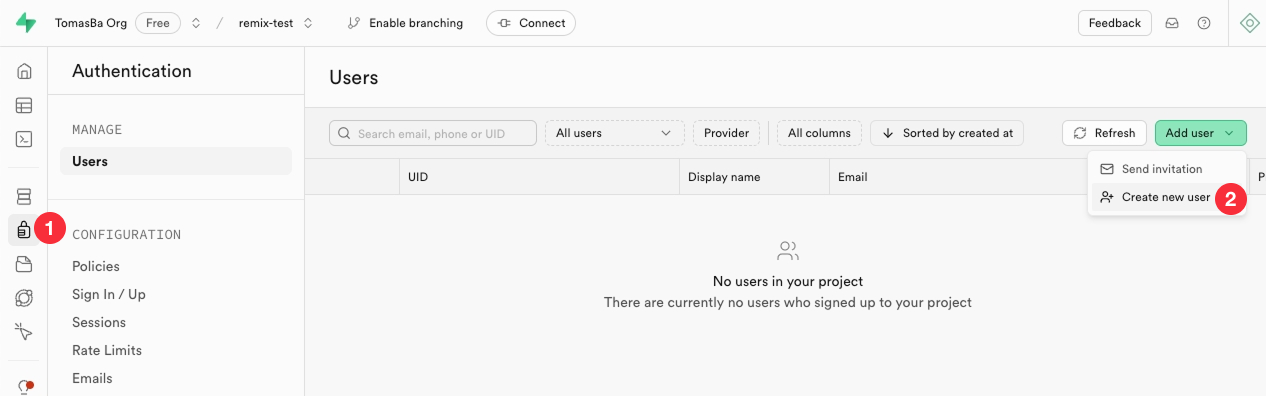 TomasBa Org Free / remix-test Enable branching Connect Feedback
Authentication
Users
MANAGE
Search email, phone or UID All users Provider All columns Sorted by created at Refresh Add user
Users
UID Display name Email P
Send invitation
Create new user 2
1
CONFIGURATION
Policies
Sign In / Up
Sessions
Rate Limits
Emails
No users in your project
There are currently no users who signed up to your project